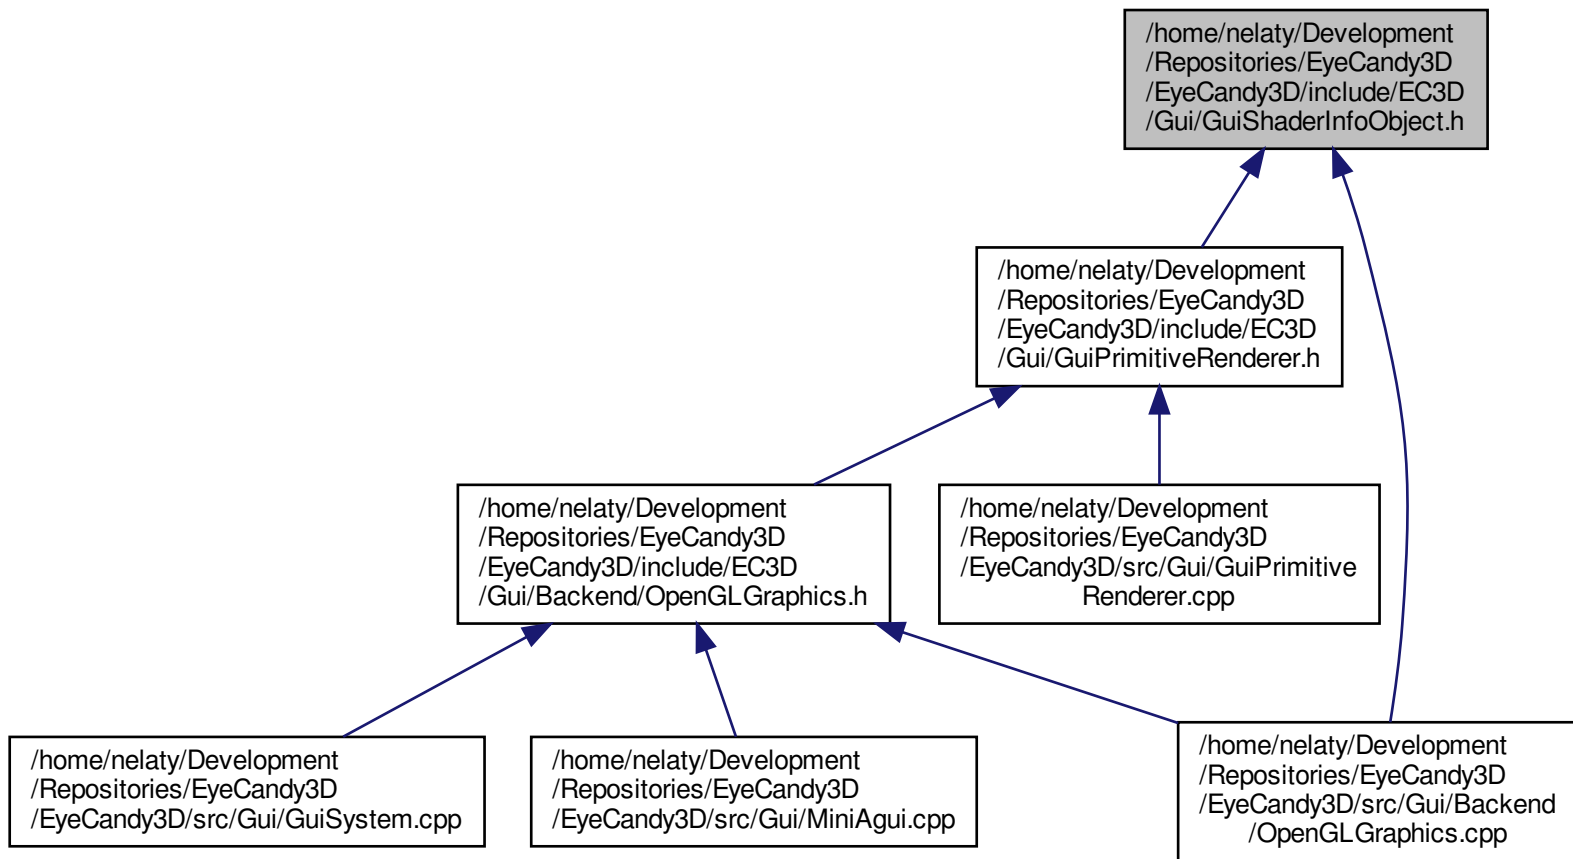 /home/nelaty/Development
/Repositories/EyeCandy3D
/EyeCandy3D/include/EC3D
/Gui/GuiShaderInfoObject.h
/home/nelaty/Development
/Repositories/EyeCandy3D
/EyeCandy3D/include/EC3D
/Gui/GuiPrimitiveRenderer.h
/home/nelaty/Development
/Repositories/EyeCandy3D
/EyeCandy3D/include/EC3D
/Gui/Backend/OpenGLGraphics.h
/home/nelaty/Development
/Repositories/EyeCandy3D
/EyeCandy3D/src/Gui/GuiPrimitive
Renderer.cpp
/home/nelaty/Development
/Repositories/EyeCandy3D
/EyeCandy3D/src/Gui/GuiSystem.cpp
/home/nelaty/Development
/Repositories/EyeCandy3D
/EyeCandy3D/src/Gui/MiniAgui.cpp
/home/nelaty/Development
/Repositories/EyeCandy3D
/EyeCandy3D/src/Gui/Backend
/OpenGLGraphics.cpp